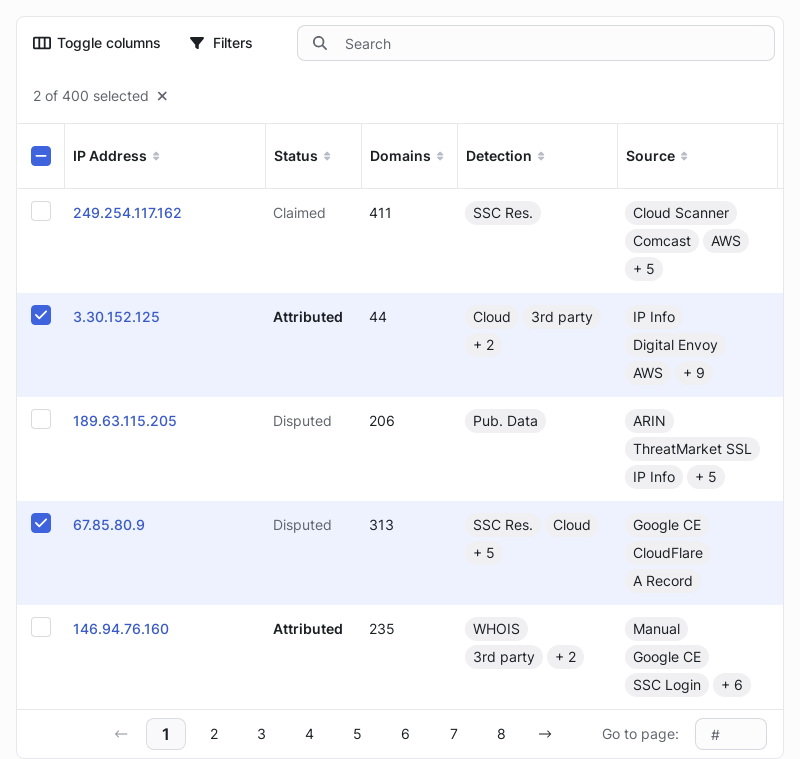 Toggle columns Filters Search
2 of 400 selected
IP Address Status Domains Detection Source
249.254.117.162 Claimed 411 SSC Res. Cloud Scanner
Comcast AWS
+ 5
3.30.152.125 Attributed 44 Cloud 3rd party IP Info
+ 2 Digital Envoy
AWS + 9
189.63.115.205 Disputed 206 Pub. Data ARIN
ThreatMarket SSL
IP Info + 5
67.85.80.9 Disputed 313 SSC Res. Cloud Google CE
+ 5 CloudFlare
A Record
146.94.76.160 Attributed 235 WHOIS Manual
3rd party + 2 Google CE
SSC Login + 6
← 1 2 3 4 5 6 7 8 → Go to page: #